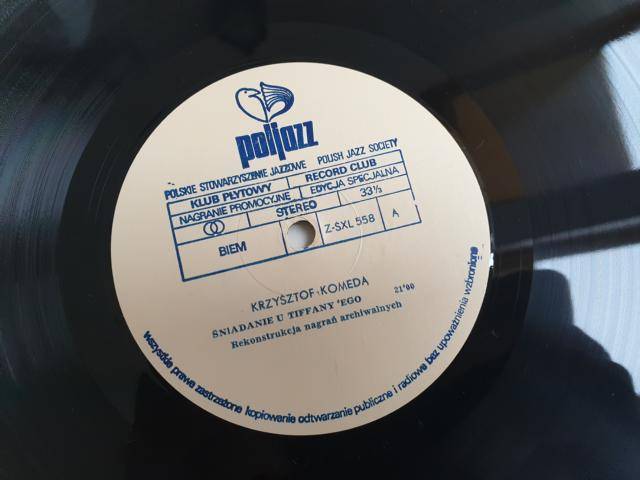 polijazz
POLSKIE STOWARZYSZENIE JAZZOWE POLISH JAZZ SOCIETY
KLUB PŁYTOWY RECORD CLUB
NAGRANIE PROMOCYJNE EDYCJA SPECJALNA
STEREO 33⅓
BIEM Z-SXL 558 A
KRZYSZTOF KOMEDA
ŚNIADANIE U TIFFANY'EGO 21'00
Rekonstrukcja nagrań archiwalnych
wszystkie prawa zastrzeżone kopiowanie odtwarzanie publiczne i radiowe bez upoważnienia wzbronione